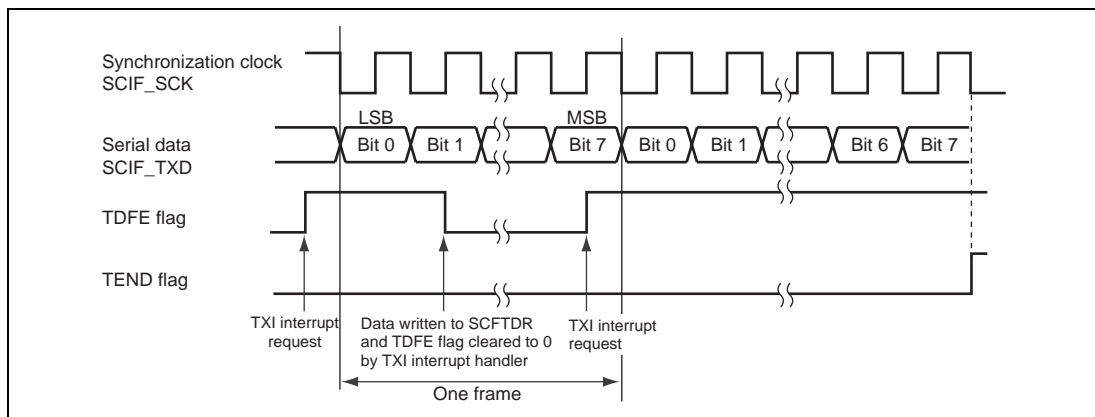 Synchronization clock
SCIF_SCK
LSB
MSB
Serial data
SCIF_TXD
Bit 0
Bit 1
Bit 7
Bit 0
Bit 1
Bit 6
Bit 7
TDFE flag
TEND flag
TXI interrupt
request
Data written to SCFTDR
and TDFE flag cleared to 0
by TXI interrupt handler
TXI interrupt
request
One frame